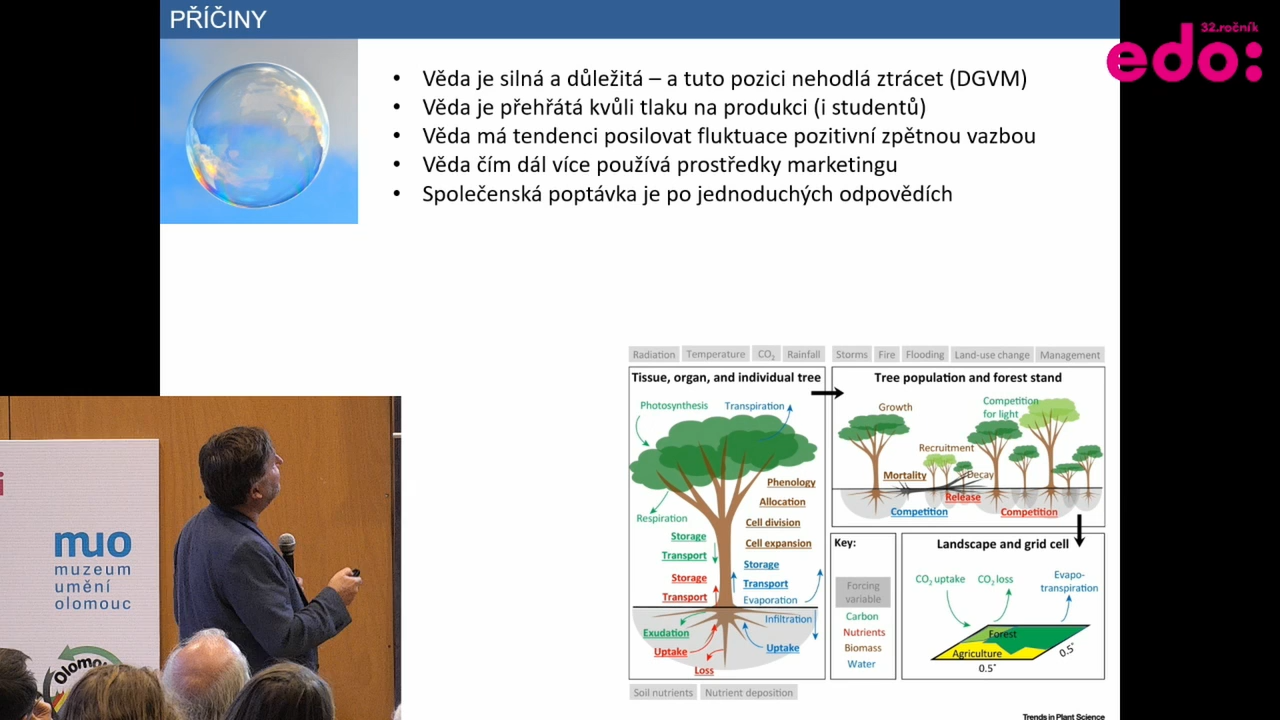 PŘÍČINY
32.ročník
edo:
• Věda je silná a důležitá – a tuto pozici nehodlá ztrácet (DGVM)
• Věda je přehřátá kvůli tlaku na produkci (i studentů)
• Věda má tendenci posilovat fluktuace pozitivní zpětnou vazbou
• Věda čím dál více používá prostředky marketingu
• Společenská poptávka je po jednoduchých odpovědích
Radiation Temperature CO₂ Rainfall
Storms Fire Flooding Land-use change Management
Tissue, organ, and individual tree
Photosynthesis
Transpiration
Phenology
Allocation
Cell division
Cell expansion
Respiration
Storage
Transport
Storage
Transport
Storage
Transport
Evaporation
Infiltration
Exudation
Uptake
Uptake
Loss
Soil nutrients Nutrient deposition
Tree population and forest stand
Growth
Competition
for light
Recruitment
Mortality
Decay
Release
Competition
Competition
Key:
Forcing
variable
Carbon
Nutrients
Biomass
Water
Landscape and grid cell
CO₂ uptake
CO₂ loss
Evapo-
transpiration
Forest
Agriculture
0.5°
0.5°
Trends in Plant Science
muo
muzeum
umění
olomouc